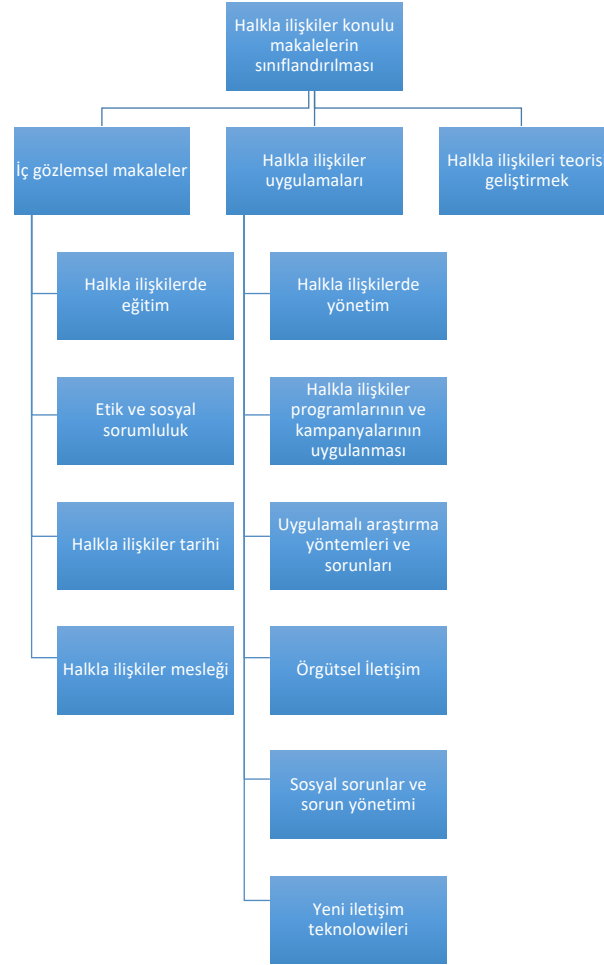 Halkla ilişkiler konulu
makalelerin
sınıflandırılması
İç gözlemsel makaleler
Halkla ilişkiler
uygulamaları
Halkla ilişkileri teoris
geliştirmek
Halkla ilişkilerde
eğitim
Etik ve sosyal
sorumluluk
Halkla ilişkiler tarihi
Halkla ilişkiler mesleği
Halkla ilişkilerde
yönetim
Halkla ilişkiler
programlarının ve
kampanyalarının
uygulanması
Uygulamalı araştırma
yöntemleri ve
sorunları
Örgütsel İletişim
Sosyal sorunlar ve
sorun yönetimi
Yeni iletişim
teknolowileri